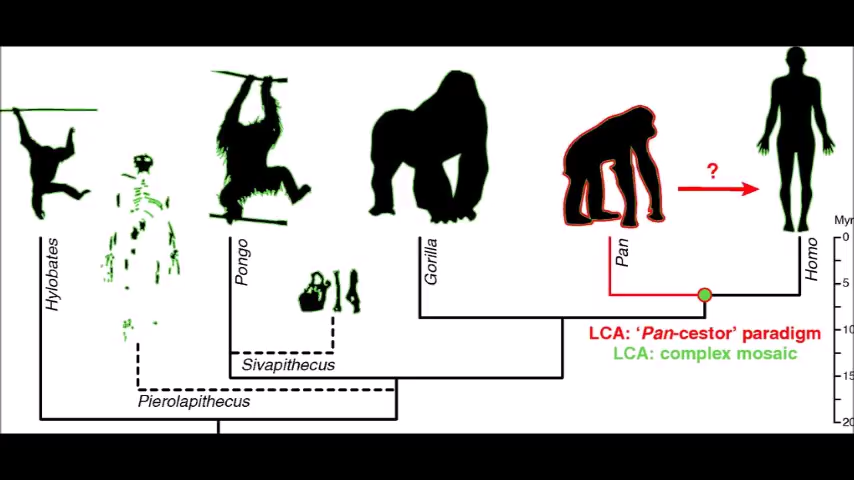 ?
Myr
0
5
10
15
20
Hylobates
Pongo
Gorilla
Pan
Homo
LCA: ‘Pan-cestor’ paradigm
LCA: complex mosaic
Sivapithecus
Pierolapithecus